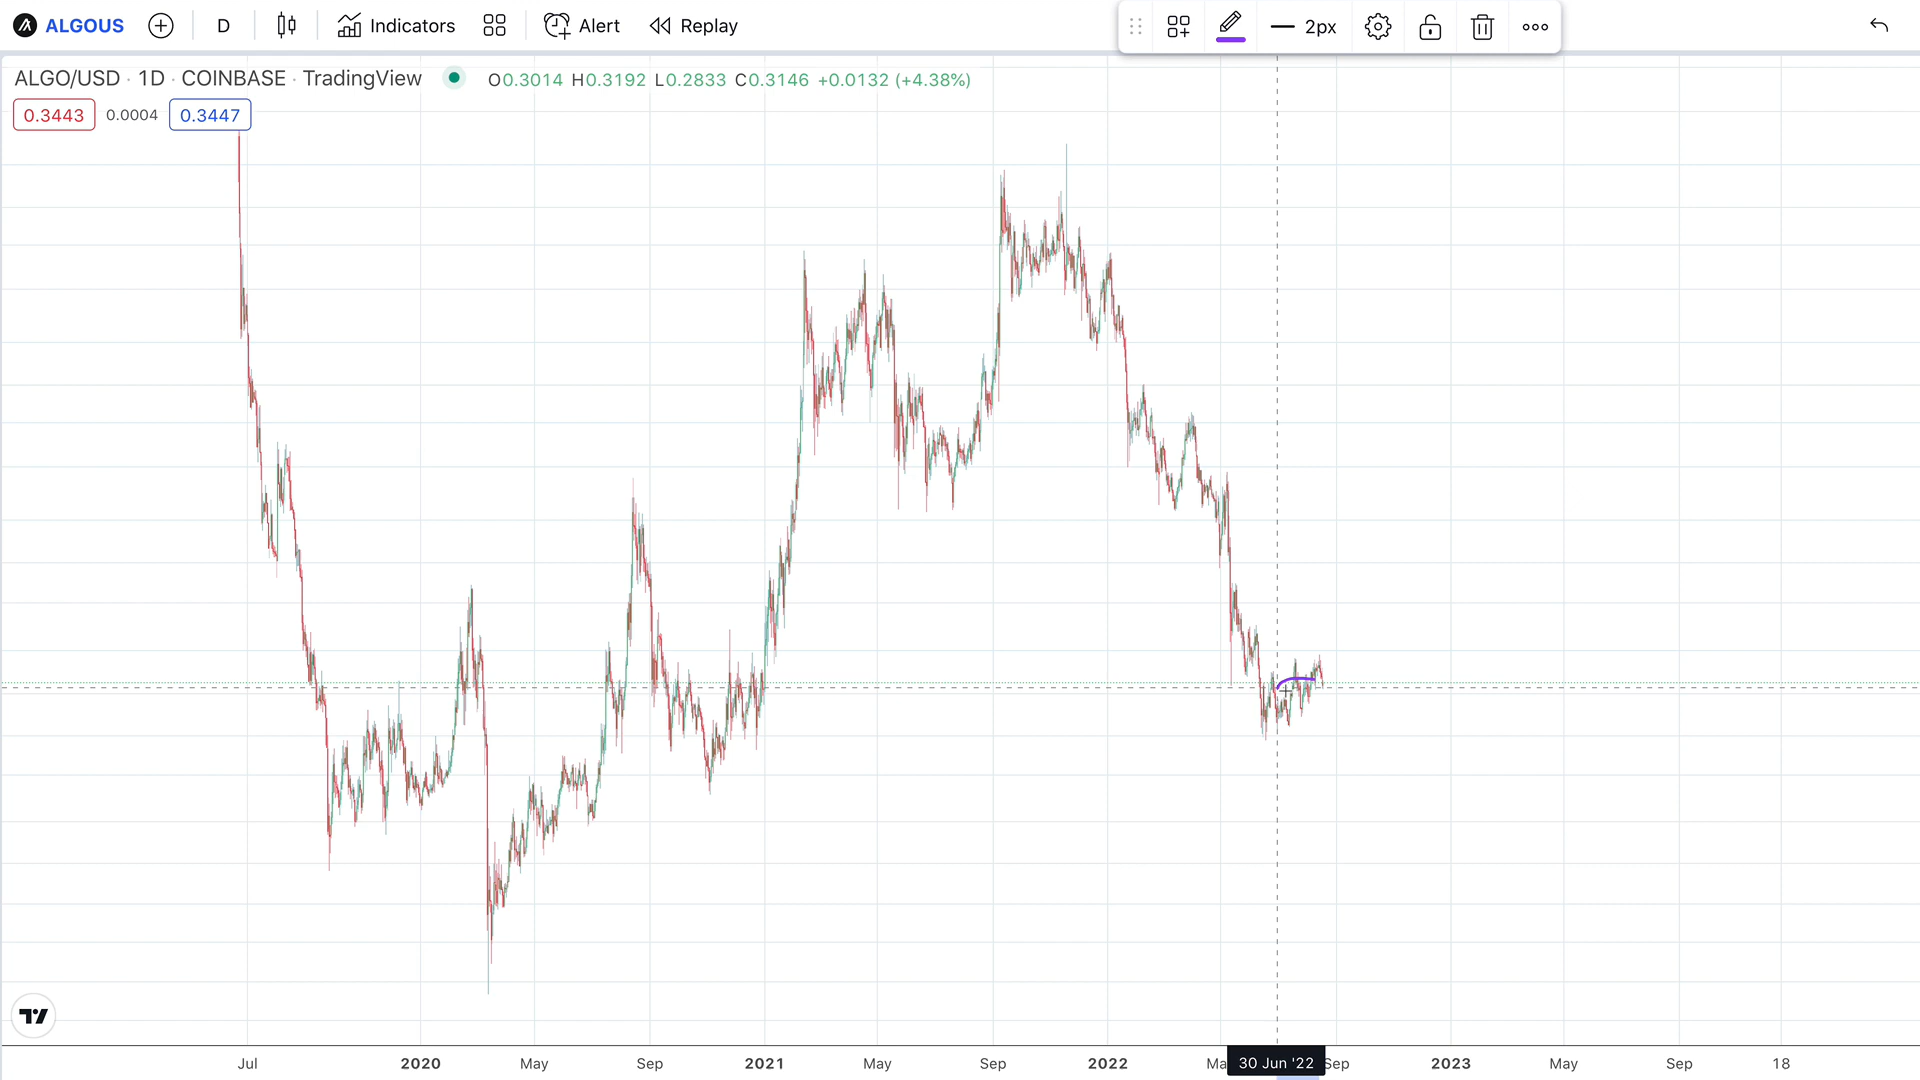 ALGOUS D Indicators Alert Replay 2px
ALGO/USD · 1D · COINBASE · TradingView O0.3014 H0.3192 L0.2833 C0.3146 +0.0132 (+4.38%)
0.3443 0.0004 0.3447
Jul 2020 May Sep 2021 May Sep 2022 Ma 30 Jun '22 Sep 2023 May Sep 18